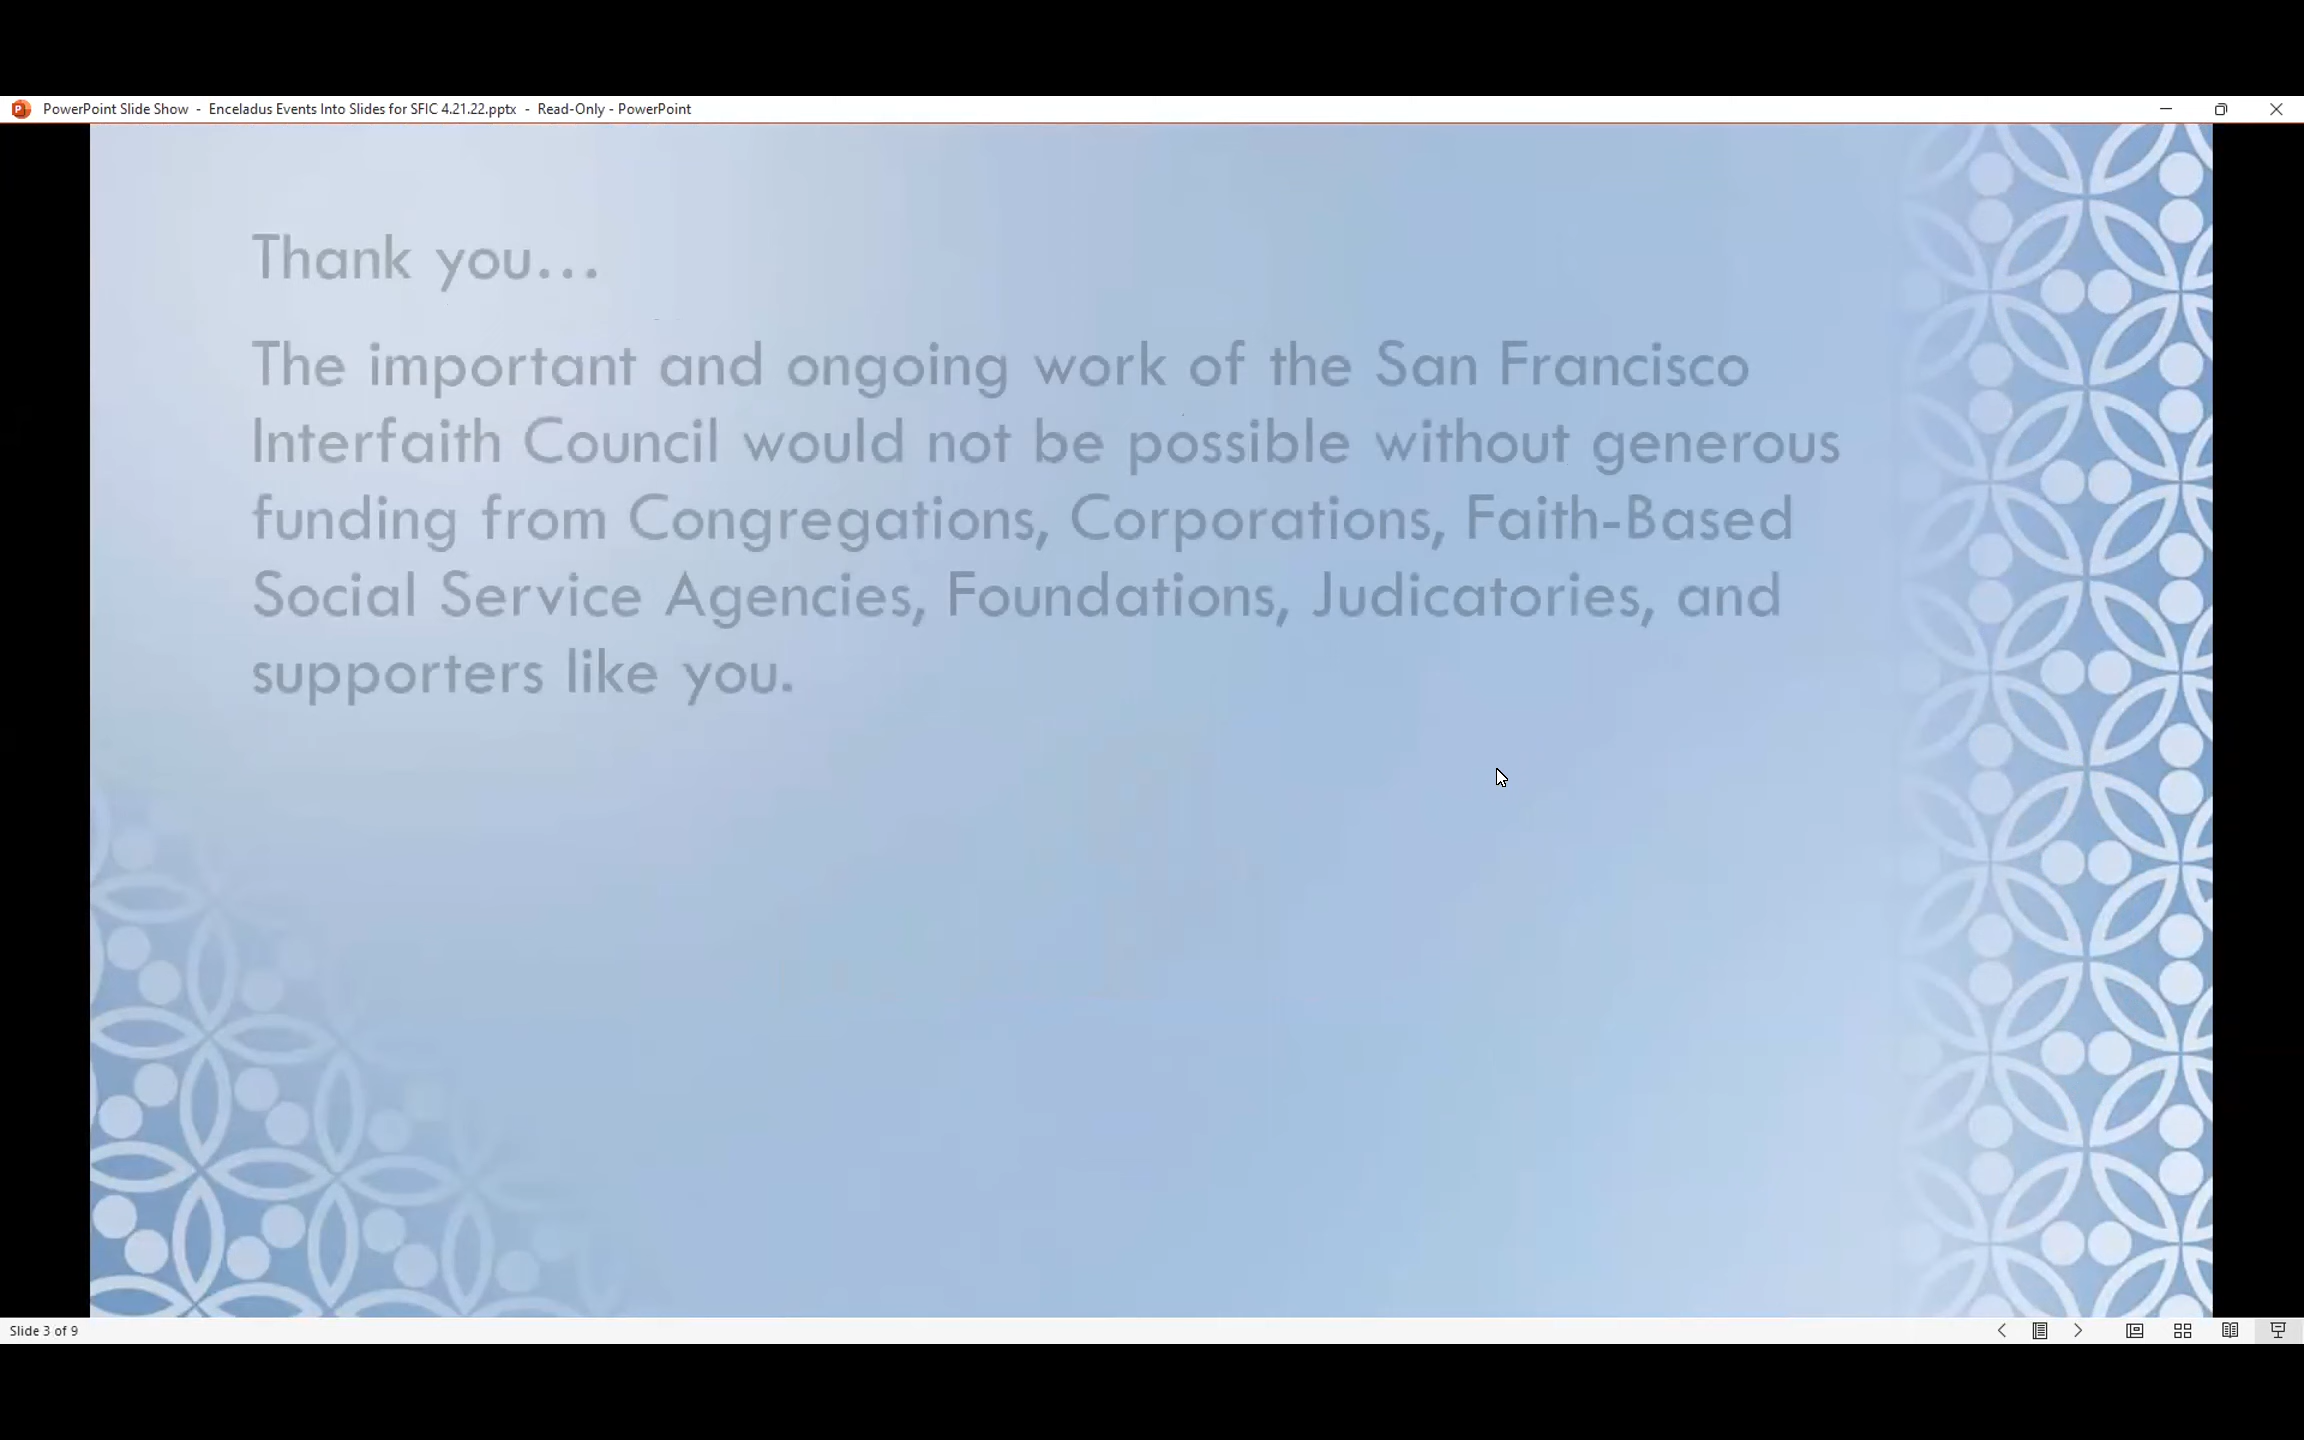 PowerPoint Slide Show - Enceladus Events Into Slides for SFIC 4.21.22.pptx - Read-Only - PowerPoint
Thank you...
The important and ongoing work of the San Francisco
Interfaith Council would not be possible without generous
funding from Congregations, Corporations, Faith-Based
Social Service Agencies, Foundations, Judicatories, and
supporters like you.
Slide 3 of 9